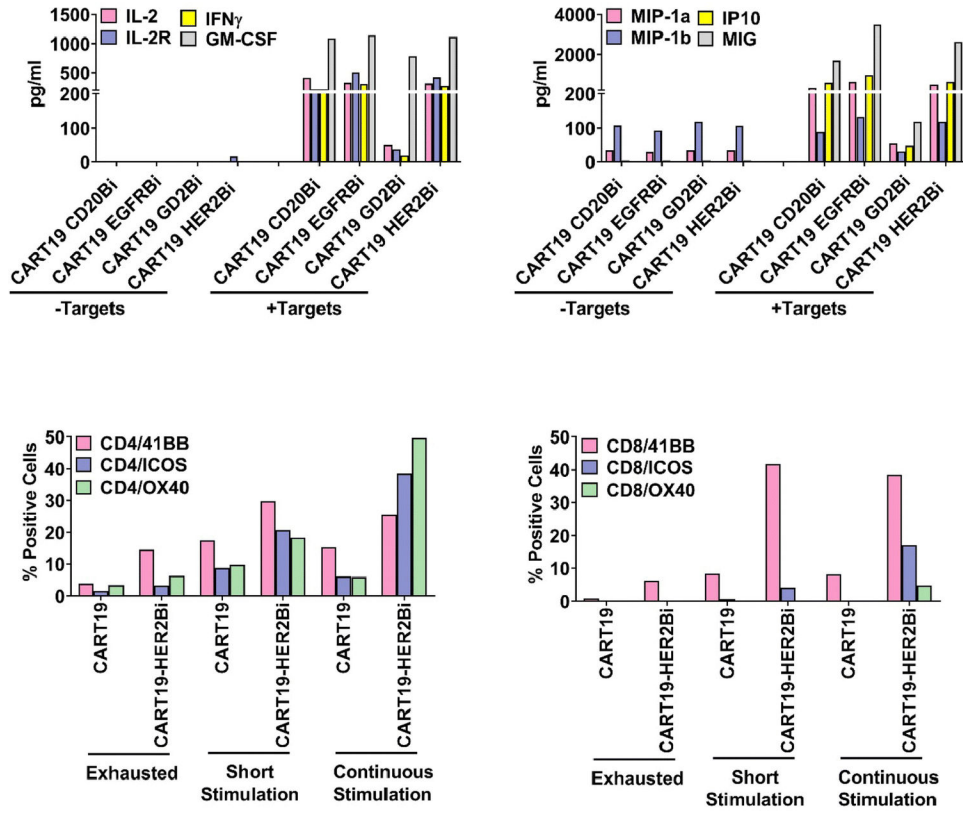 IL-2 IFNγ
IL-2R GM-CSF
pg/ml
1500
1000
500
200
100
0
CART19 CD20Bi
CART19 EGFRBi
CART19 GD2Bi
CART19 HER2Bi
CART19 CD20Bi
CART19 EGFRBi
CART19 GD2Bi
CART19 HER2Bi
-Targets
+Targets
MIP-1a IP10
MIP-1b MIG
pg/ml
4000
2000
200
100
0
CART19 CD20Bi
CART19 EGFRBi
CART19 GD2Bi
CART19 HER2Bi
CART19 CD20Bi
CART19 EGFRBi
CART19 GD2Bi
CART19 HER2Bi
-Targets
+Targets
CD4/41BB
CD4/ICOS
CD4/OX40
% Positive Cells
50
40
30
20
10
0
CART19
CART19-HER2Bi
CART19
CART19-HER2Bi
CART19
CART19-HER2Bi
Exhausted
Short
Stimulation
Continuous
Stimulation
CD8/41BB
CD8/ICOS
CD8/OX40
% Positive Cells
50
40
30
20
10
0
CART19
CART19-HER2Bi
CART19
CART19-HER2Bi
CART19
CART19-HER2Bi
Exhausted
Short
Stimulation
Continuous
Stimulation